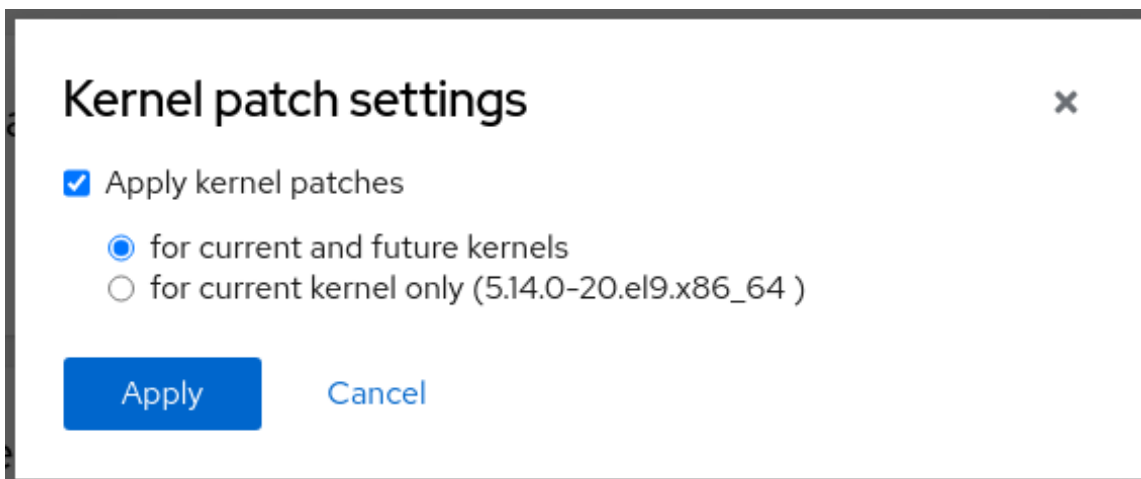 Kernel patch settings
Apply kernel patches
for current and future kernels
for current kernel only (5.14.0-20.el9.x86_64 )
Apply
Cancel